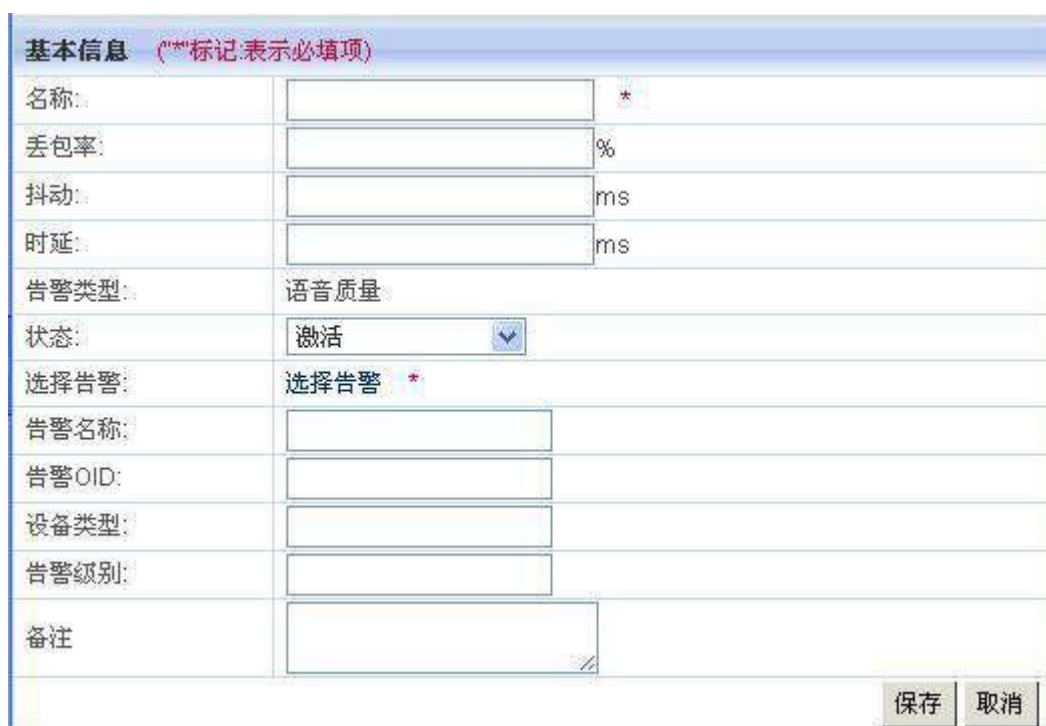 基本信息 ("*"标记:表示必填项)
名称: *
丢包率: %
抖动: ms
时延: ms
告警类型: 语音质量
状态: 激活
选择告警: 选择告警 *
告警名称:
告警OID:
设备类型:
告警级别:
备注
保存 取消